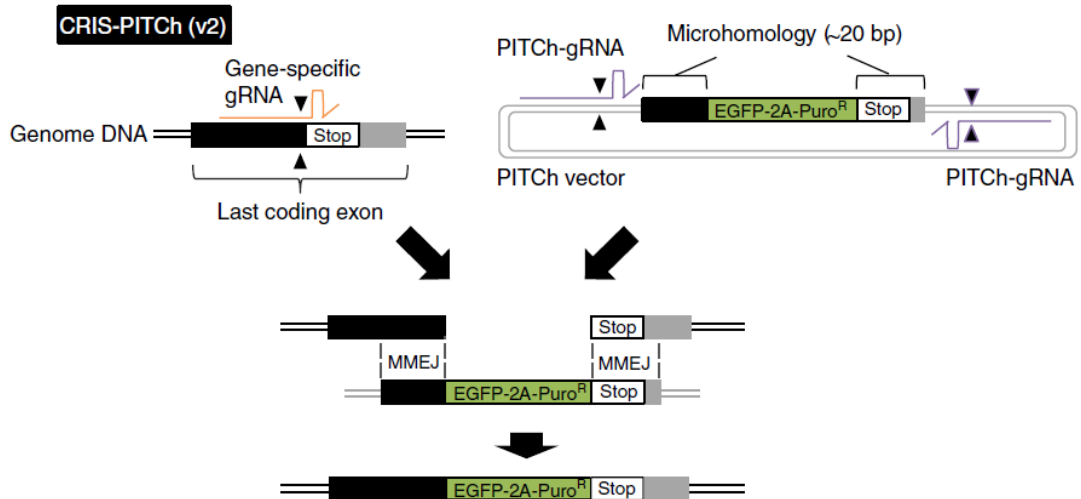 CRIS-PITCh (v2)
Gene-specific
gRNA
Genome DNA
Stop
Last coding exon
PITCh-gRNA
Microhomology (~20 bp)
EGFP-2A-Puro^R
Stop
PITCh vector
PITCh-gRNA
Stop
MMEJ
MMEJ
EGFP-2A-Puro^R
Stop
EGFP-2A-Puro^R
Stop